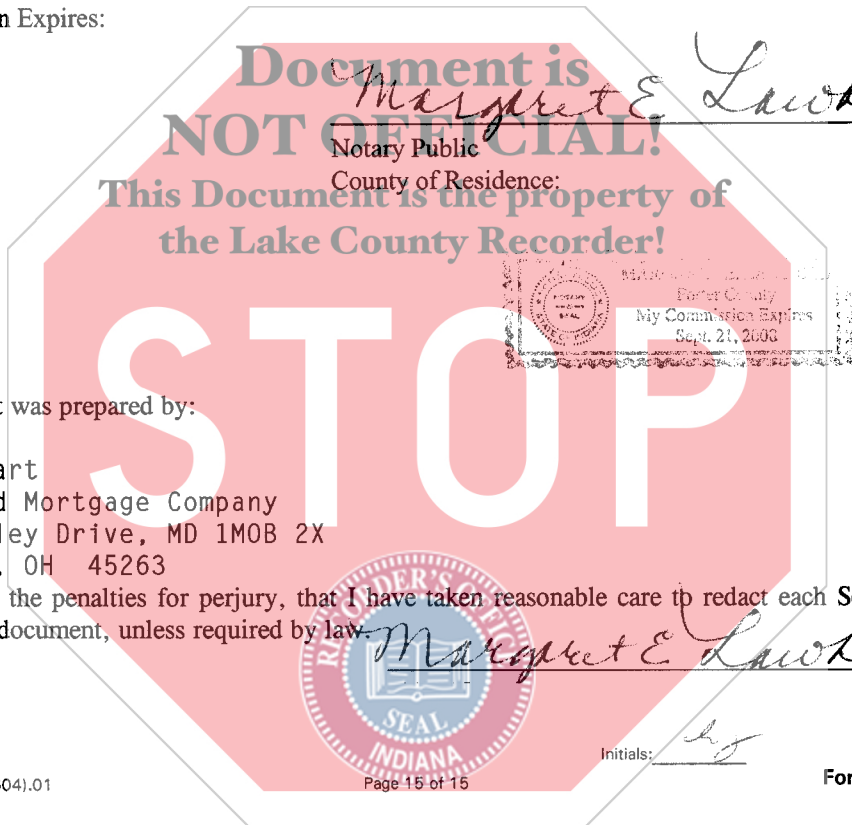 n Expires:
Document is
Margaret E Law
NOT OFFICIAL!
Notary Public
County of Residence:
This Document is the property of
the Lake County Recorder!
NOTARY
SEAL
County
My Commission Expires
Sept. 21, 2008
STOP
t was prepared by:
art
d Mortgage Company
ley Drive, MD 1MOB 2X
, OH 45263
the penalties for perjury, that I have taken reasonable care to redact each S
document, unless required by law.
Margaret E Law
RECORDER'S OFFICE
SEAL
INDIANA
Initials:
04).01
Page 15 of 15
For